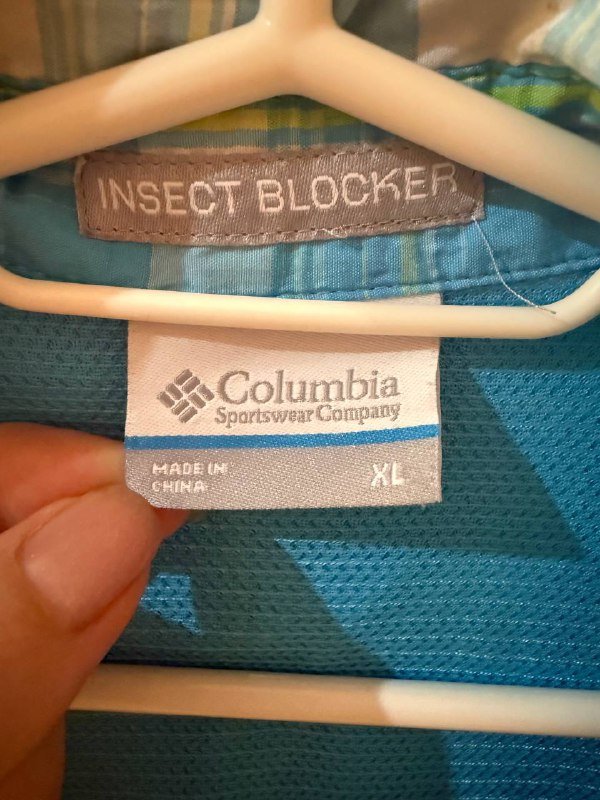 INSECT BLOCKER
Columbia
Sportswear Company
MADE IN
CHINA
XL